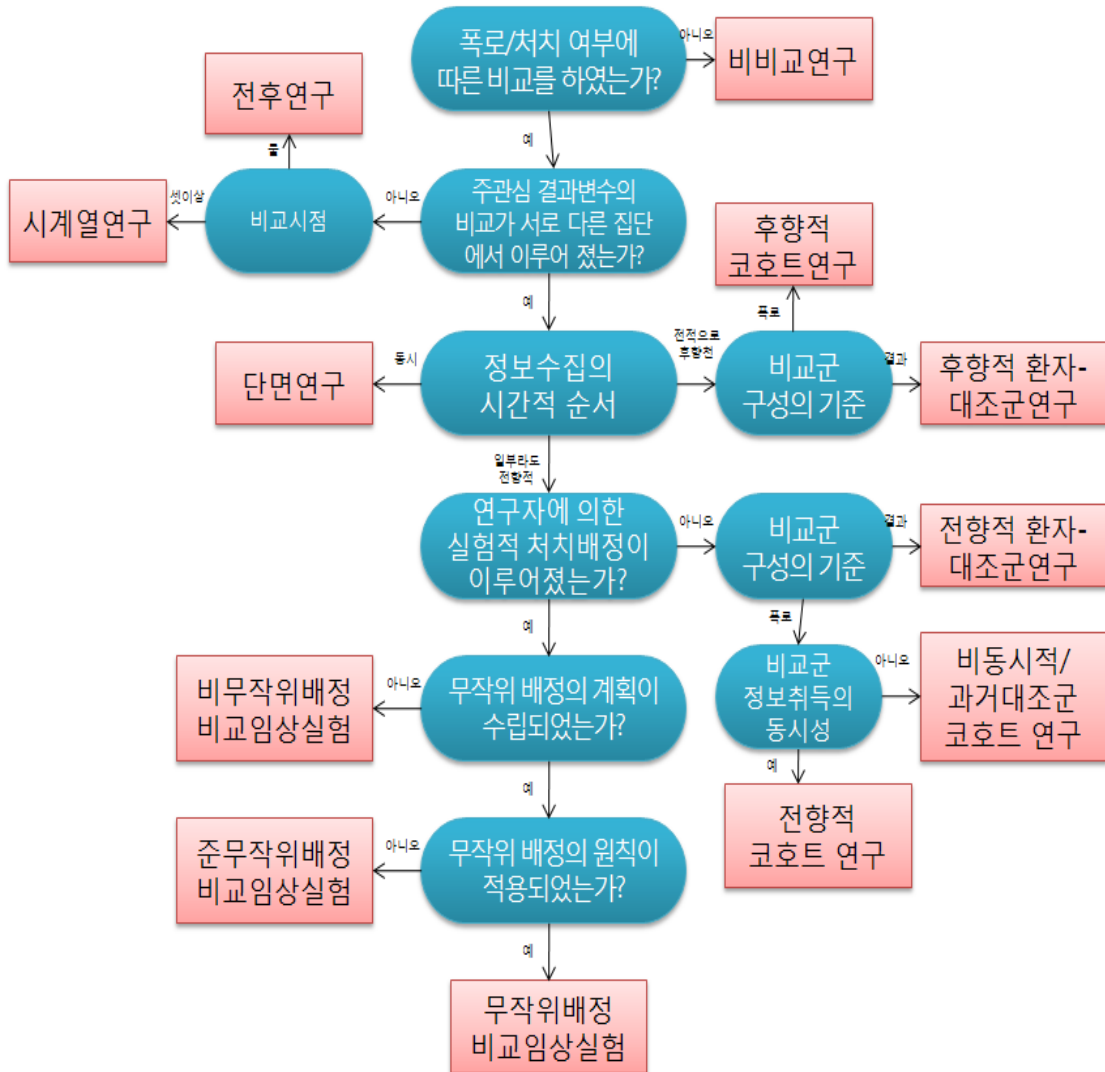 폭로/처치 여부에
따른 비교를 하였는가?
아니오
비비교연구
예
전후연구
둘
시계열연구
셋이상
비교시점
아니오
주관심 결과변수의
비교가 서로 다른 집단
에서 이루어 졌는가?
예
후향적
코호트연구
폭로
단면연구
동시
정보수집의
시간적 순서
전적으로
후향천
비교군
구성의 기준
결과
후향적 환자-
대조군연구
일부라도
전향적
연구자에 의한
실험적 처치배정이
이루어졌는가?
아니오
비교군
구성의 기준
결과
전향적 환자-
대조군연구
예
폭로
비무작위배정
비교임상실험
아니오
무작위 배정의 계획이
수립되었는가?
비교군
정보취득의
동시성
아니오
비동시적/
과거대조군
코호트 연구
예
예
전향적
코호트 연구
준무작위배정
비교임상실험
아니오
무작위 배정의 원칙이
적용되었는가?
예
무작위배정
비교임상실험